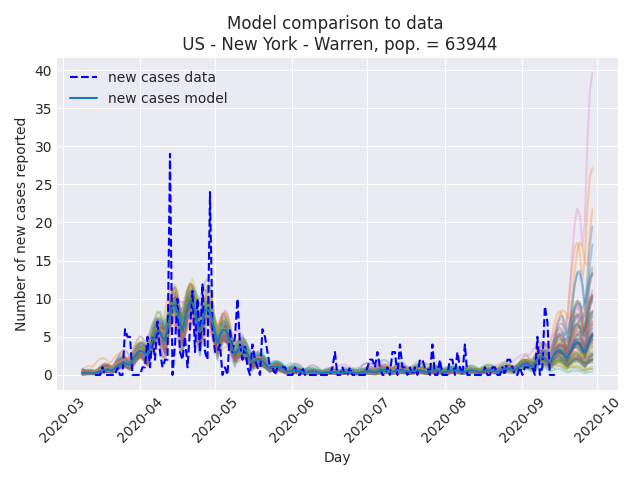 Model comparison to data
US - New York - Warren, pop. = 63944
new cases data
new cases model
Number of new cases reported
40
35
30
25
20
15
10
5
0
2020-03
2020-04
2020-05
2020-06
2020-07
2020-08
2020-09
2020-10
Day